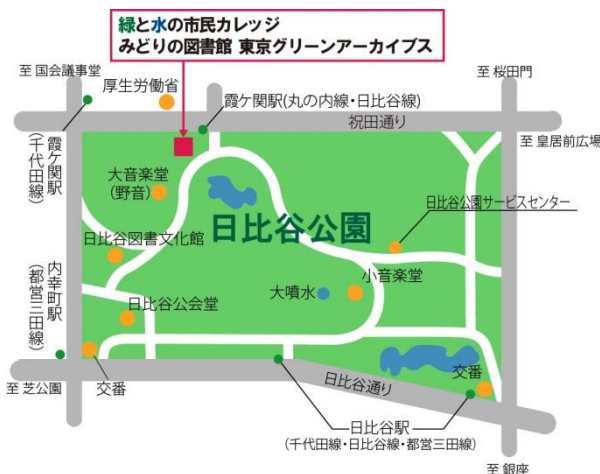 緑と水の市民カレッジ
みどりの図書館 東京グリーンアーカイブス
至 国会議事堂
厚生労働省
至 桜田門
霞ケ関駅(丸の内線・日比谷線)
祝田通り
霞ケ関駅
(千代田線)
至 皇居前広場
大音楽堂
(野音)
日比谷公園サービスセンター
日比谷公園
日比谷図書文化館
内幸町駅
(都営三田線)
大噴水
小音楽堂
日比谷公会堂
交番
至 芝公園
交番
日比谷通り
日比谷駅
(千代田線・日比谷線・都営三田線)
至 銀座